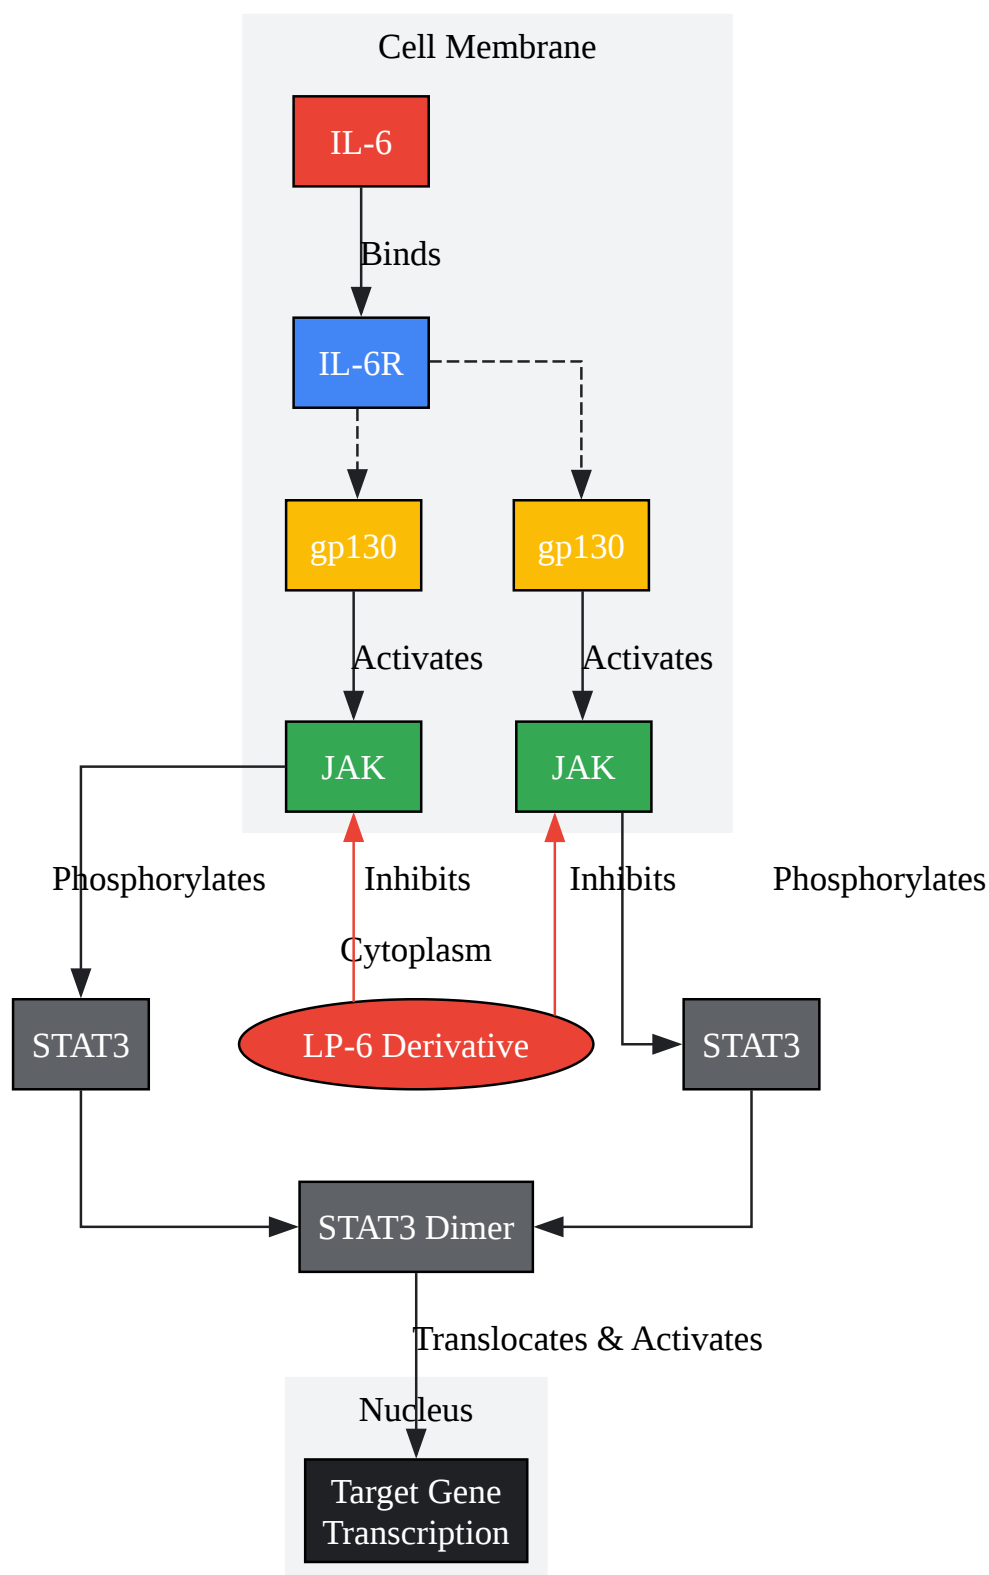 Cell Membrane
IL-6
Binds
IL-6R
gp130
gp130
Activates
Activates
JAK
JAK
Phosphorylates
Inhibits
Inhibits
Phosphorylates
Cytoplasm
STAT3
LP-6 Derivative
STAT3
STAT3 Dimer
Translocates & Activates
Nucleus
Target Gene
Transcription